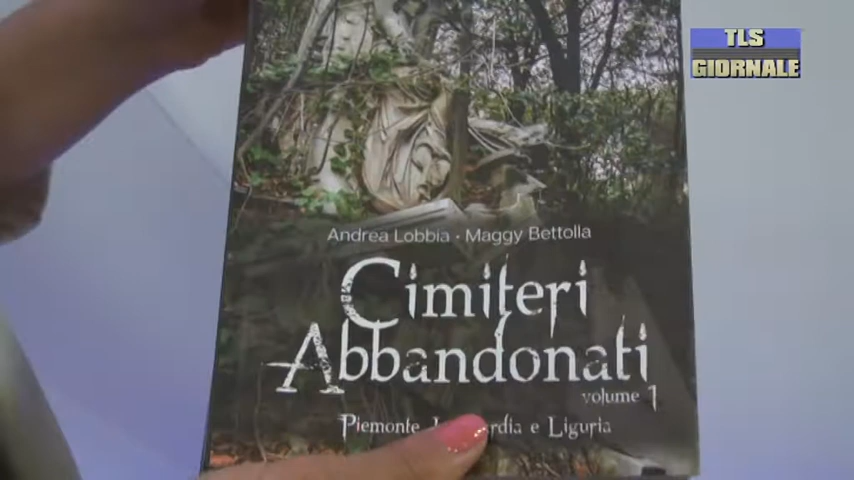 TLS
GIORNALE
Andrea Lobbia • Maggy Bettolla
Cimiteri
Abbandonati
volume 1
Piemonte e Liguria